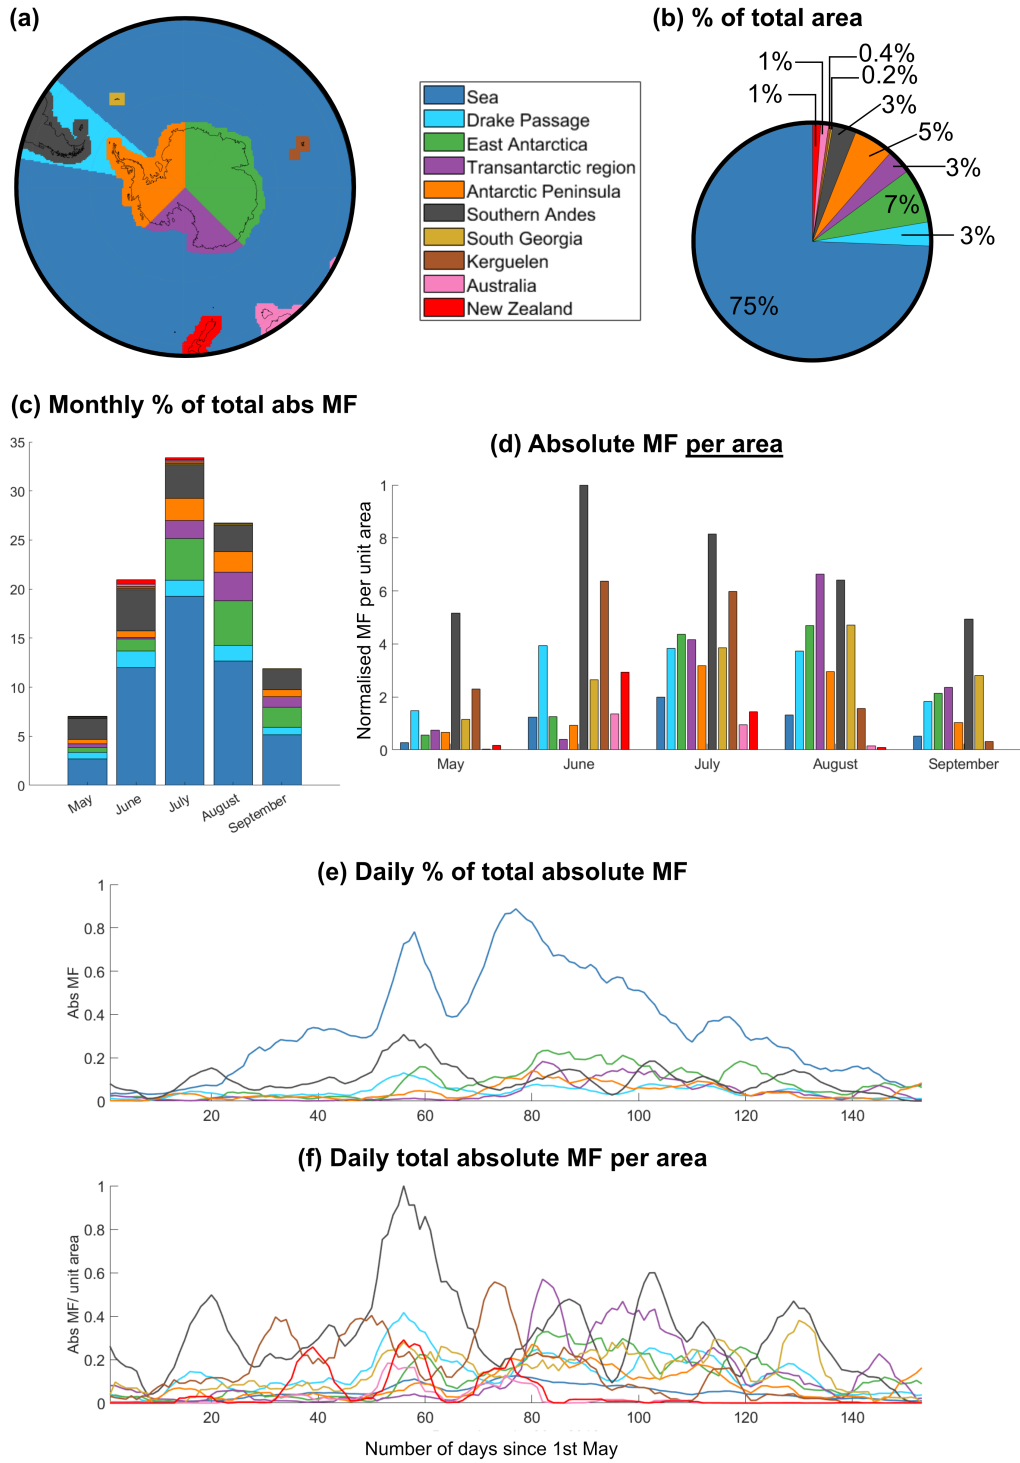 (a)
(b) % of total area
Sea
Drake Passage
East Antarctica
Transantarctic region
Antarctic Peninsula
Southern Andes
South Georgia
Kerguelen
Australia
New Zealand
1%
1%
0.4%
0.2%
3%
5%
3%
7%
3%
75%
(c) Monthly % of total abs MF
35
30
25
20
15
10
5
0
May
June
July
August
September
(d) Absolute MF per area
Normalised MF per unit area
1
8
6
4
2
0
May
June
July
August
September
(e) Daily % of total absolute MF
Abs MF
1
0.8
0.6
0.4
0.2
0
20
40
60
80
100
120
140
(f) Daily total absolute MF per area
Abs MF/ unit area
1
0.8
0.6
0.4
0.2
0
20
40
60
80
100
120
140
Number of days since 1st May